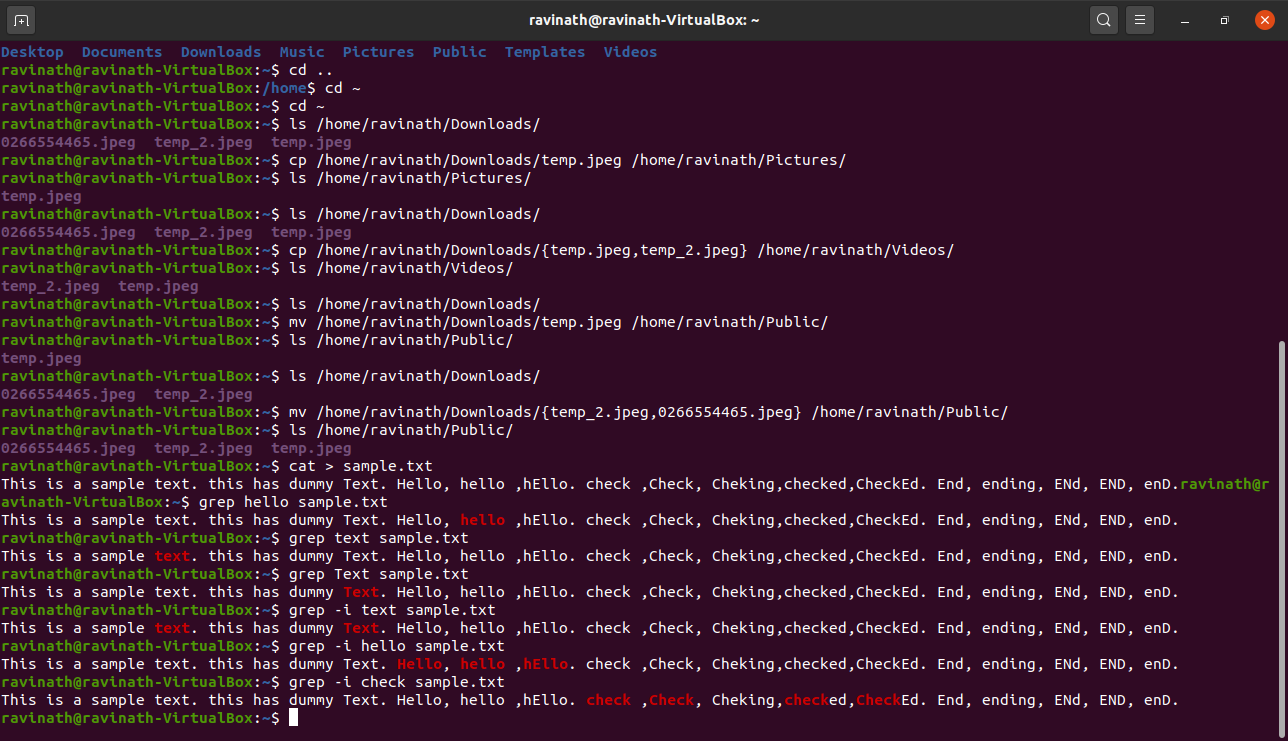 ravinath@ravinath-VirtualBox: ~
Desktop  Documents  Downloads  Music  Pictures  Public  Templates  Videos
ravinath@ravinath-VirtualBox:~$ cd ..
ravinath@ravinath-VirtualBox:/home$ cd ~
ravinath@ravinath-VirtualBox:~$ cd ~
ravinath@ravinath-VirtualBox:~$ ls /home/ravinath/Downloads/
0266554465.jpeg  temp_2.jpeg  temp.jpeg
ravinath@ravinath-VirtualBox:~$ cp /home/ravinath/Downloads/temp.jpeg /home/ravinath/Pictures/
ravinath@ravinath-VirtualBox:~$ ls /home/ravinath/Pictures/
temp.jpeg
ravinath@ravinath-VirtualBox:~$ ls /home/ravinath/Downloads/
0266554465.jpeg  temp_2.jpeg  temp.jpeg
ravinath@ravinath-VirtualBox:~$ cp /home/ravinath/Downloads/{temp.jpeg,temp_2.jpeg} /home/ravinath/Videos/
ravinath@ravinath-VirtualBox:~$ ls /home/ravinath/Videos/
temp_2.jpeg  temp.jpeg
ravinath@ravinath-VirtualBox:~$ ls /home/ravinath/Downloads/
ravinath@ravinath-VirtualBox:~$ mv /home/ravinath/Downloads/temp.jpeg /home/ravinath/Public/
ravinath@ravinath-VirtualBox:~$ ls /home/ravinath/Public/
temp.jpeg
ravinath@ravinath-VirtualBox:~$ ls /home/ravinath/Downloads/
0266554465.jpeg  temp_2.jpeg
ravinath@ravinath-VirtualBox:~$ mv /home/ravinath/Downloads/{temp_2.jpeg,0266554465.jpeg} /home/ravinath/Public/
ravinath@ravinath-VirtualBox:~$ ls /home/ravinath/Public/
0266554465.jpeg  temp_2.jpeg  temp.jpeg
ravinath@ravinath-VirtualBox:~$ cat > sample.txt
This is a sample text. this has dummy Text. Hello, hello ,hEllo. check ,Check, Cheking,checked,CheckEd. End, ending, ENd, END, enD.ravinath@r
avinath-VirtualBox:~$ grep hello sample.txt
This is a sample text. this has dummy Text. Hello, hello ,hEllo. check ,Check, Cheking,checked,CheckEd. End, ending, ENd, END, enD.
ravinath@ravinath-VirtualBox:~$ grep text sample.txt
This is a sample text. this has dummy Text. Hello, hello ,hEllo. check ,Check, Cheking,checked,CheckEd. End, ending, ENd, END, enD.
ravinath@ravinath-VirtualBox:~$ grep Text sample.txt
This is a sample text. this has dummy Text. Hello, hello ,hEllo. check ,Check, Cheking,checked,CheckEd. End, ending, ENd, END, enD.
ravinath@ravinath-VirtualBox:~$ grep -i text sample.txt
This is a sample text. this has dummy Text. Hello, hello ,hEllo. check ,Check, Cheking,checked,CheckEd. End, ending, ENd, END, enD.
ravinath@ravinath-VirtualBox:~$ grep -i hello sample.txt
This is a sample text. this has dummy Text. Hello, hello ,hEllo. check ,Check, Cheking,checked,CheckEd. End, ending, ENd, END, enD.
ravinath@ravinath-VirtualBox:~$ grep -i check sample.txt
This is a sample text. this has dummy Text. Hello, hello ,hEllo. check ,Check, Cheking,checked,CheckEd. End, ending, ENd, END, enD.
ravinath@ravinath-VirtualBox:~$